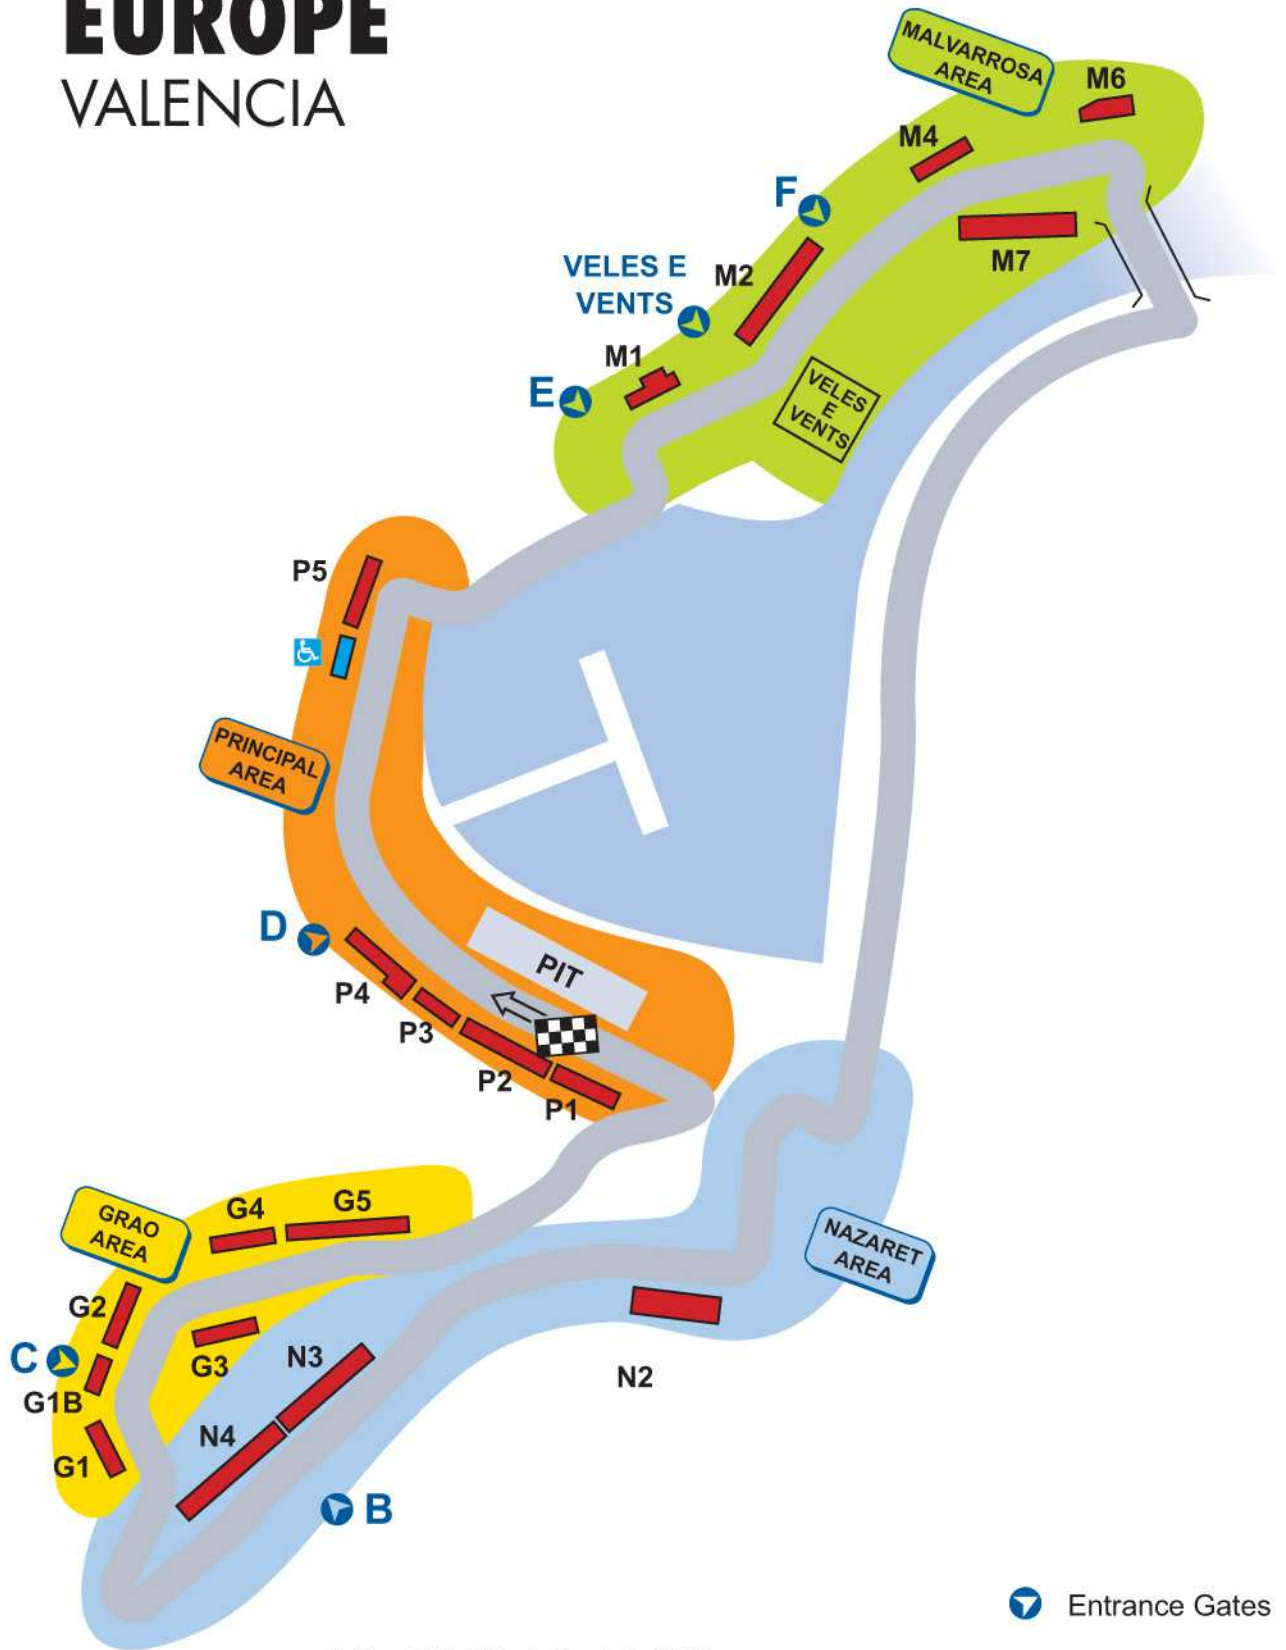 EUROPE
VALENCIA
MALVARROSA
AREA
M6
M4
F
M7
VELES E
VENTS
M2
M1
E
VELES
E
VENTS
P5
PRINCIPAL
AREA
D
PIT
P4
P3
P2
P1
G4
G5
GRAO
AREA
NAZARET
AREA
G2
C
G3
N3
G1B
N2
N4
G1
B
Entrance Gates